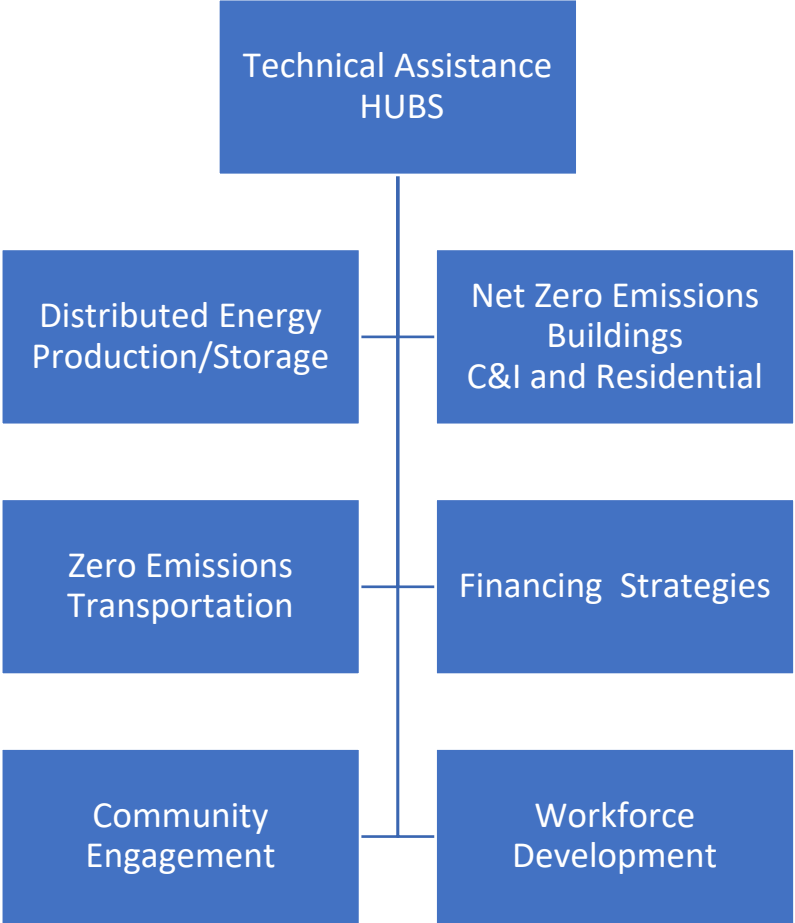 Technical Assistance
HUBS
Distributed Energy
Production/Storage
Net Zero Emissions
Buildings
C&I and Residential
Zero Emissions
Transportation
Financing  Strategies
Community
Engagement
Workforce
Development